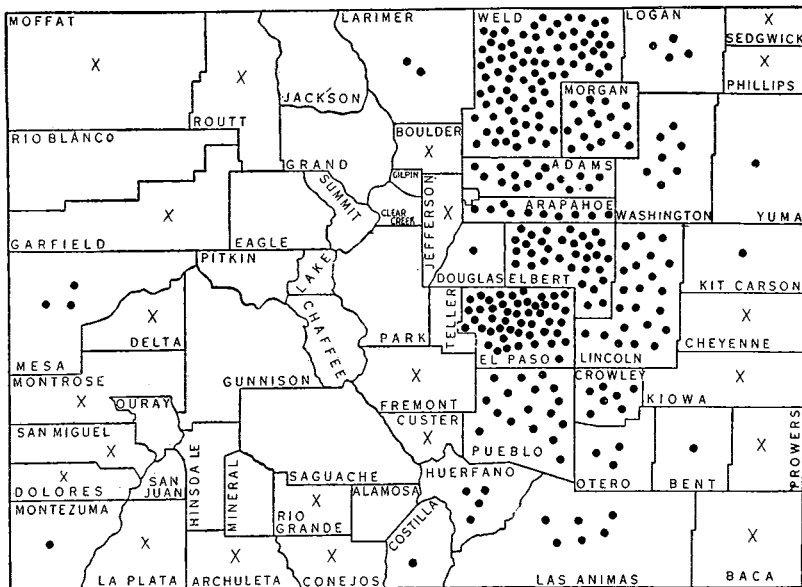 MOFFAT
LARIMER
WELD
LOGAN
X
SEDGWICK
X
X
X
PHILLIPS
JACKSON
MORGAN
ROUTT
BOULDER
RIO BLANCO
X
GRAND
ADAMS
GILPIN
SUMMIT
JEFFERSON
X
CLEAR CREEK
ARAPAHOE
X
WASHINGTON
YUMA
GARFIELD
EAGLE
PITKIN
DOUGLAS
ELBERT
LAKE
KIT CARSON
CHAFFEE
TELLER
X
X
DELTA
PARK
EL PASO
LINCOLN
CHEYENNE
MESA
MONTROSE
GUNNISON
X
CROWLEY
X
X
OURAY
FREMONT
KIOWA
SAN MIGUEL
CUSTER
X
X
X
PUEBLO
PROWERS
X
HINSDALE
MINERAL
SAGUACHE
HUERFANO
DOLORES
SAN JUAN
OTERO
BENT
MONTEZUMA
X
RIO GRANDE
ALAMOSA
COSTILLA
X
X
X
X
LA PLATA
ARCHULETA
CONEJOS
LAS ANIMAS
BACA